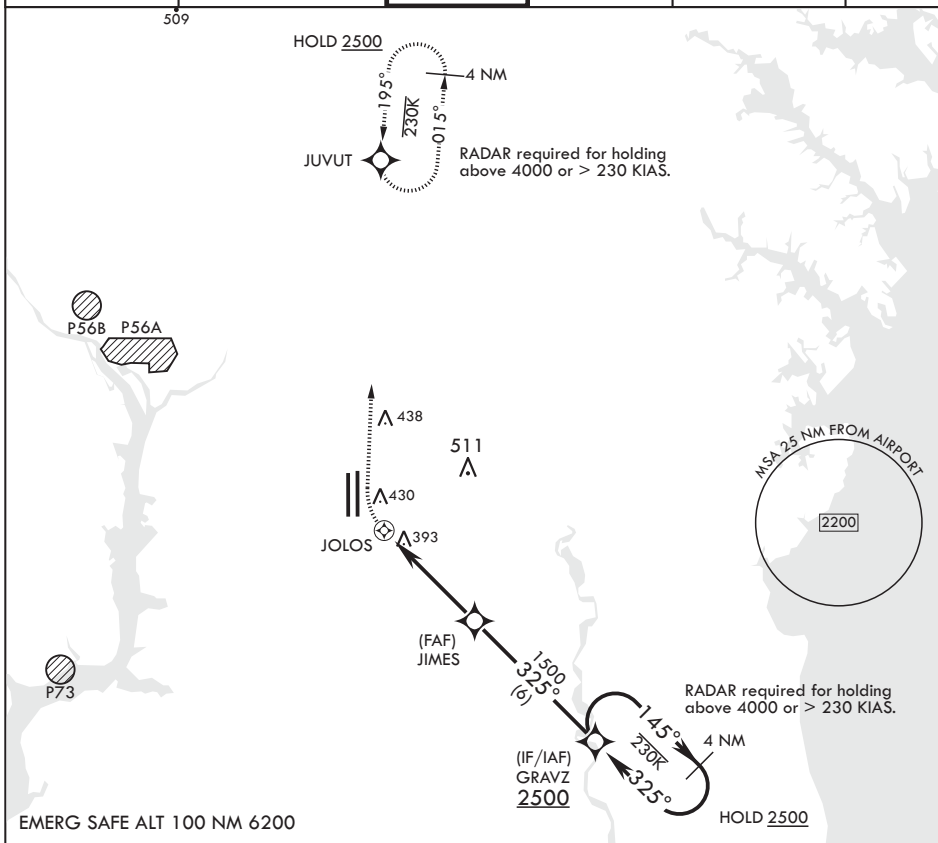 509
HOLD 2500
4 NM
195°
230K
015°
JUVUT
RADAR required for holding
above 4000 or > 230 KIAS.
P56B
P56A
438
511
MSA 25 NM FROM AIRPORT
2200
430
393
JOLOS
(FAF)
JIMES
1500
325°
(6)
P73
RADAR required for holding
above 4000 or > 230 KIAS.
145°
230K
4 NM
325°
(IF/IAF)
GRAVZ
2500
HOLD 2500
EMERG SAFE ALT 100 NM 6200